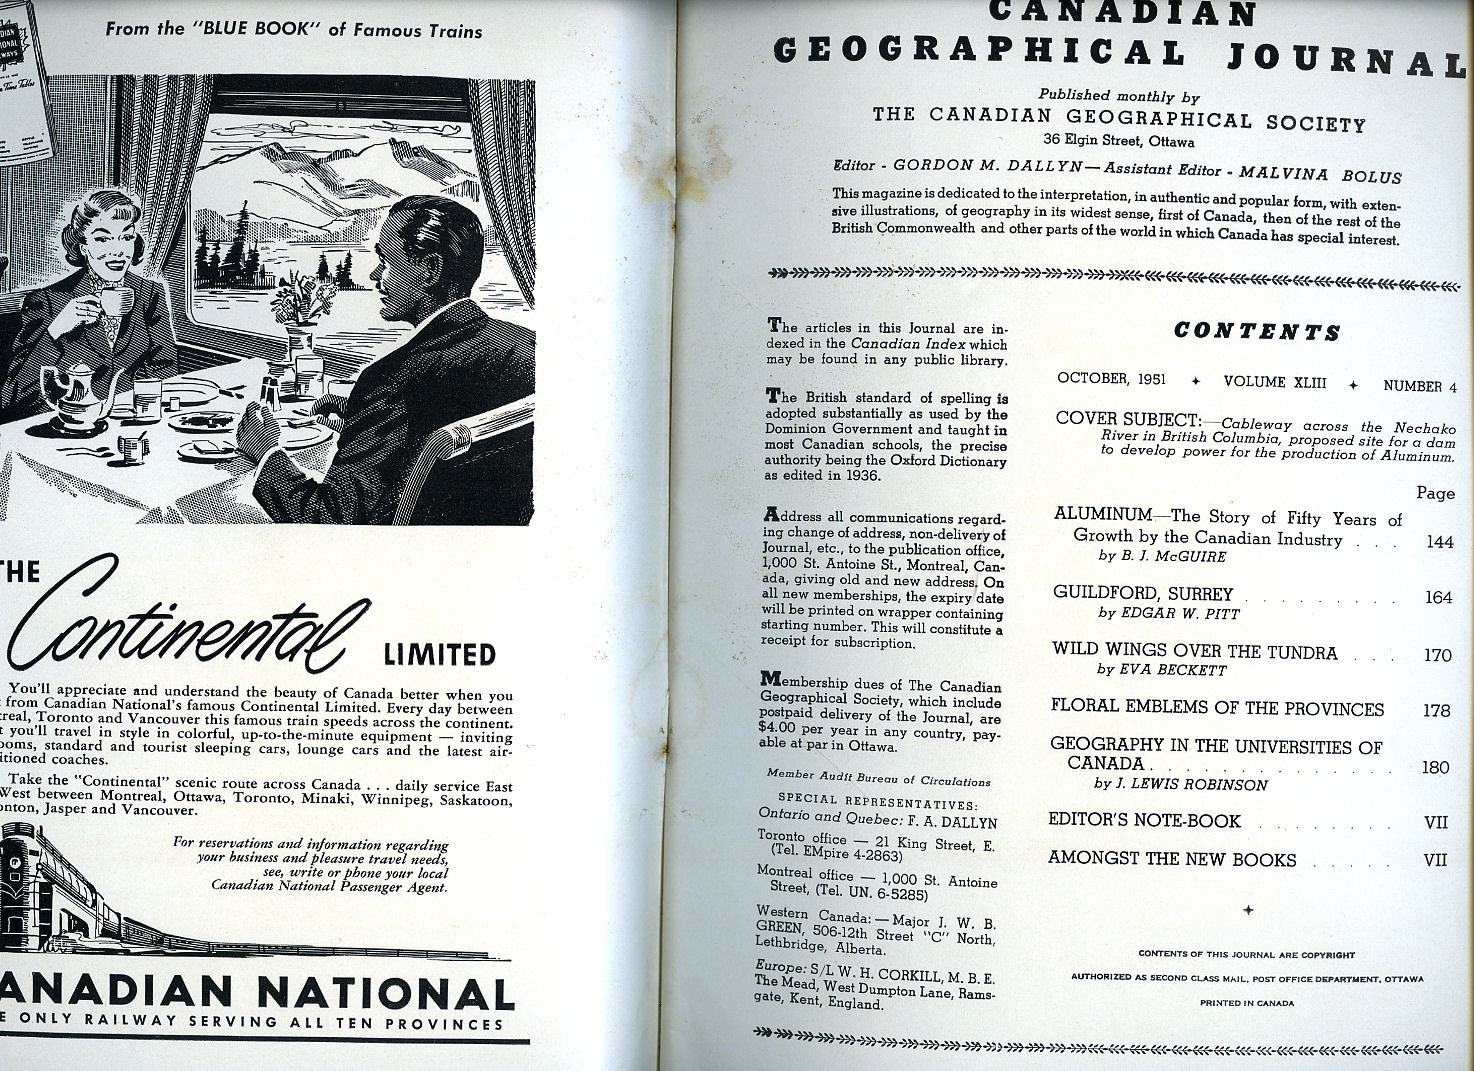 From the "BLUE BOOK" of Famous Trains
THE
Continental
LIMITED
You'll appreciate and understand the beauty of Canada better when you
from Canadian National's famous Continental Limited. Every day between
real, Toronto and Vancouver this famous train speeds across the continent.
you'll travel in style in colorful, up-to-the-minute equipment — inviting
ooms, standard and tourist sleeping cars, lounge cars and the latest air-
itioned coaches.
Take the "Continental" scenic route across Canada . . . daily service East
West between Montreal, Ottawa, Toronto, Minaki, Winnipeg, Saskatoon,
onton, Jasper and Vancouver.
For reservations and information regarding
your business and pleasure travel needs,
see, write or phone your local
Canadian National Passenger Agent.
ANADIAN NATIONAL
E ONLY RAILWAY SERVING ALL TEN PROVINCES
CANADIAN
GEOGRAPHICAL JOURNAL
Published monthly by
THE CANADIAN GEOGRAPHICAL SOCIETY
36 Elgin Street, Ottawa
Editor - GORDON M. DALLYN—Assistant Editor - MALVINA BOLUS
This magazine is dedicated to the interpretation, in authentic and popular form, with exten-
sive illustrations, of geography in its widest sense, first of Canada, then of the rest of the
British Commonwealth and other parts of the world in which Canada has special interest.
The articles in this Journal are in-
dexed in the Canadian Index which
may be found in any public library.
The British standard of spelling is
adopted substantially as used by the
Dominion Government and taught in
most Canadian schools, the precise
authority being the Oxford Dictionary
as edited in 1936.
Address all communications regard-
ing change of address, non-delivery of
Journal, etc., to the publication office,
1,000 St. Antoine St., Montreal, Can-
ada, giving old and new address. On
all new memberships, the expiry date
will be printed on wrapper containing
starting number. This will constitute a
receipt for subscription.
Membership dues of The Canadian
Geographical Society, which include
postpaid delivery of the Journal, are
$4.00 per year in any country, pay-
able at par in Ottawa.
Member Audit Bureau of Circulations
SPECIAL REPRESENTATIVES:
Ontario and Quebec: F. A. DALLYN
Toronto office — 21 King Street, E.
(Tel. EMpire 4-2863)
Montreal office — 1,000 St. Antoine
Street, (Tel. UN. 6-5285)
Western Canada: — Major J. W. B.
GREEN, 506-12th Street "C" North,
Lethbridge, Alberta.
Europe: S/L W. H. CORKILL, M. B. E.
The Mead, West Dumpton Lane, Rams-
gate, Kent, England.
CONTENTS
OCTOBER, 1951 ✦ VOLUME XLIII ✦ NUMBER 4
COVER SUBJECT:—Cableway across the Nechako
River in British Columbia, proposed site for a dam
to develop power for the production of Aluminum.
Page
ALUMINUM—The Story of Fifty Years of
Growth by the Canadian Industry . . . 144
by B. J. McGUIRE
GUILDFORD, SURREY . . . . . . . . . . 164
by EDGAR W. PITT
WILD WINGS OVER THE TUNDRA . . . 170
by EVA BECKETT
FLORAL EMBLEMS OF THE PROVINCES 178
GEOGRAPHY IN THE UNIVERSITIES OF
CANADA. . . . . . . . . . . . . . . 180
by J. LEWIS ROBINSON
EDITOR'S NOTE-BOOK . . . . . . . . VII
AMONGST THE NEW BOOKS . . . . . VII
CONTENTS OF THIS JOURNAL ARE COPYRIGHT
AUTHORIZED AS SECOND CLASS MAIL, POST OFFICE DEPARTMENT, OTTAWA
PRINTED IN CANADA